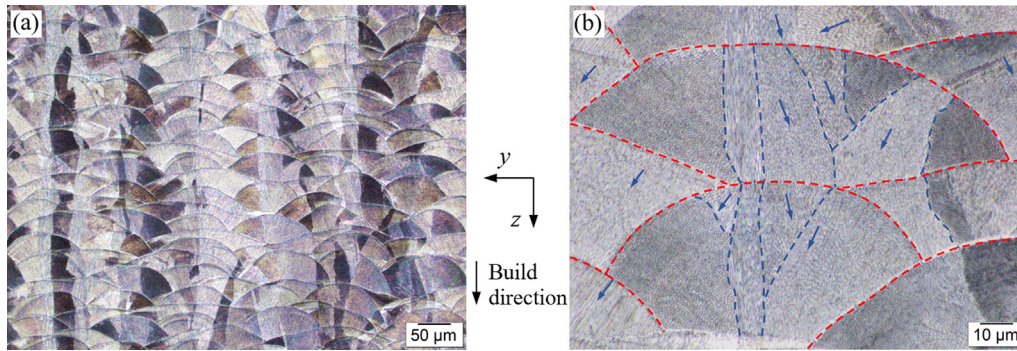 (a)
50 μm
y
z
Build
direction
(b)
10 μm